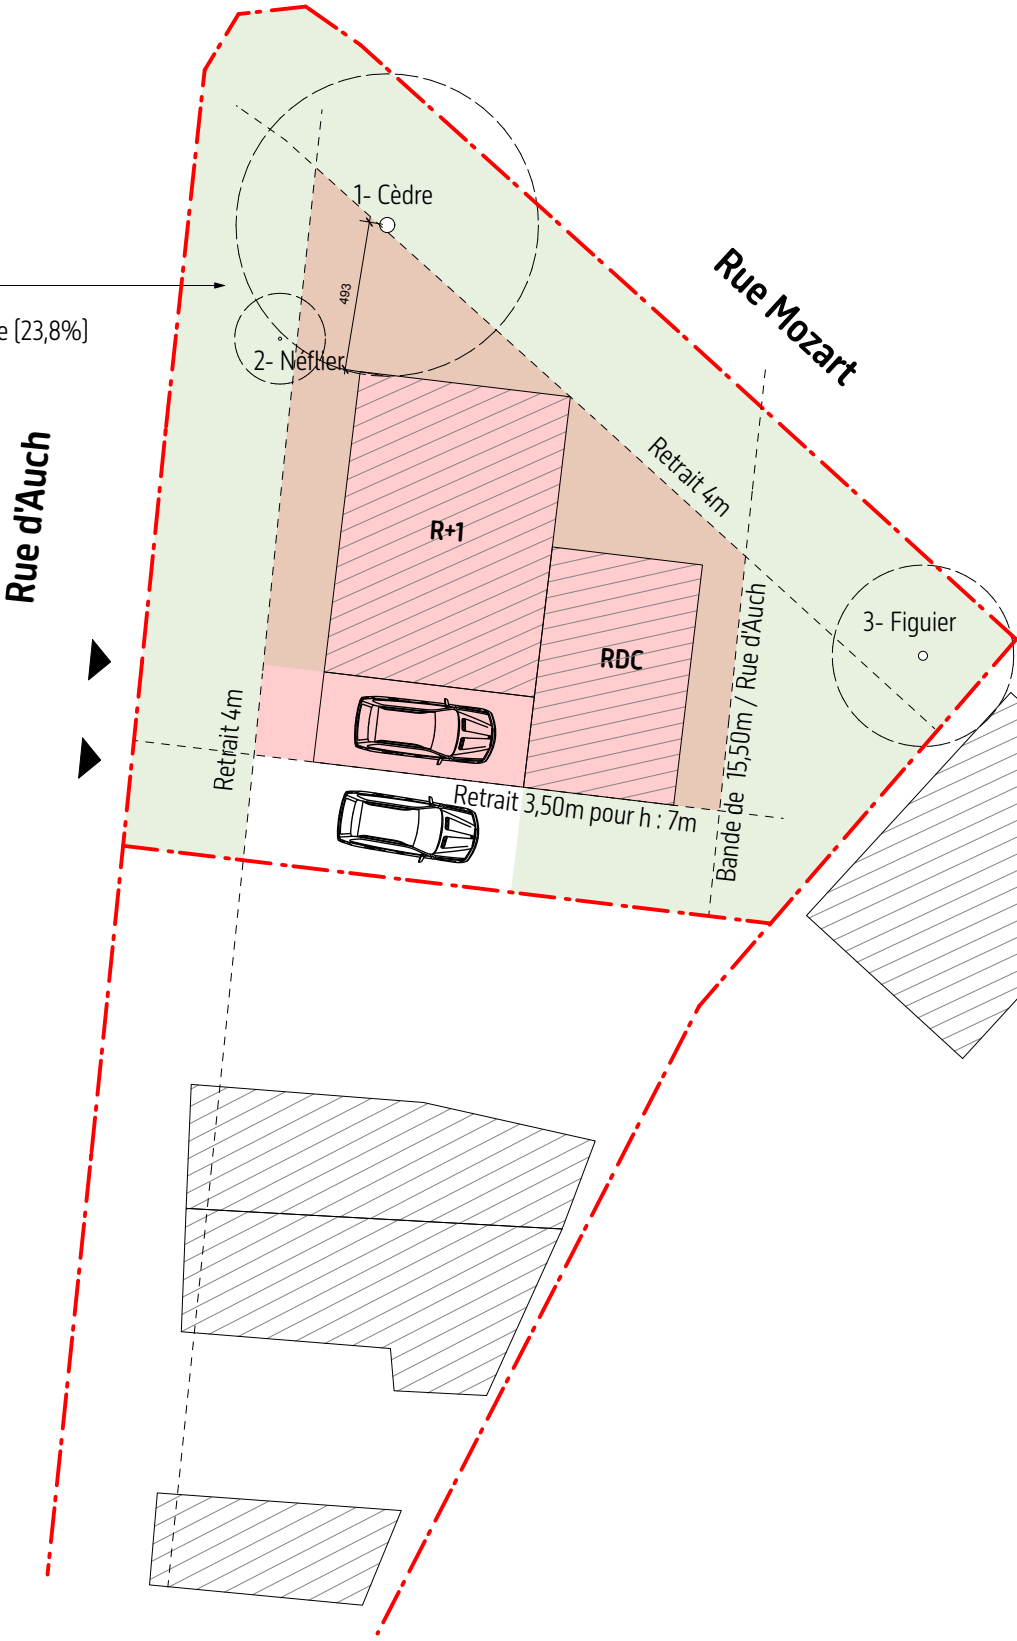 1- Cèdre
Rue Mozart
493
e (23,8%)
2- Néflier
Rue d'Auch
Retrait 4m
R+1
3- Figuier
RDC
Bande de 15,50m / Rue d'Auch
Retrait 4m
Retrait 3,50m pour h : 7m